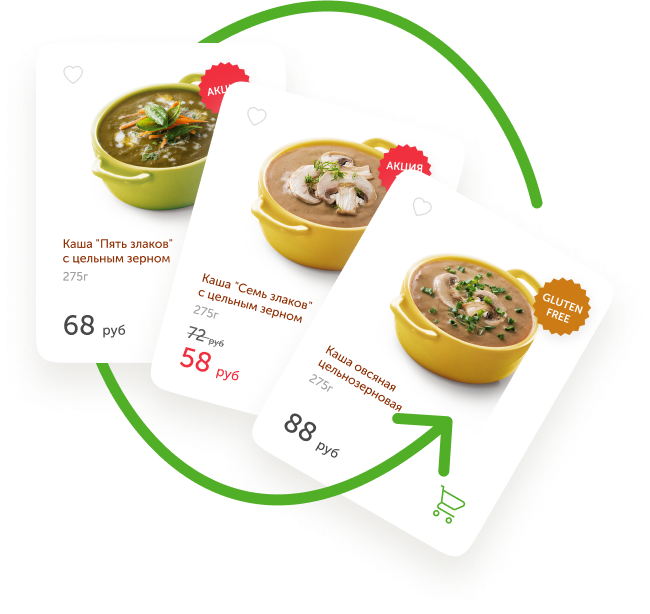 Каша "Пять злаков"
с цельным зерном
275г
68 руб
АКЦИЯ
Каша "Семь злаков"
с цельным зерном
275г
72 руб
58 руб
GLUTEN
FREE
Каша овсяная
цельнозерновая
275г
88 руб